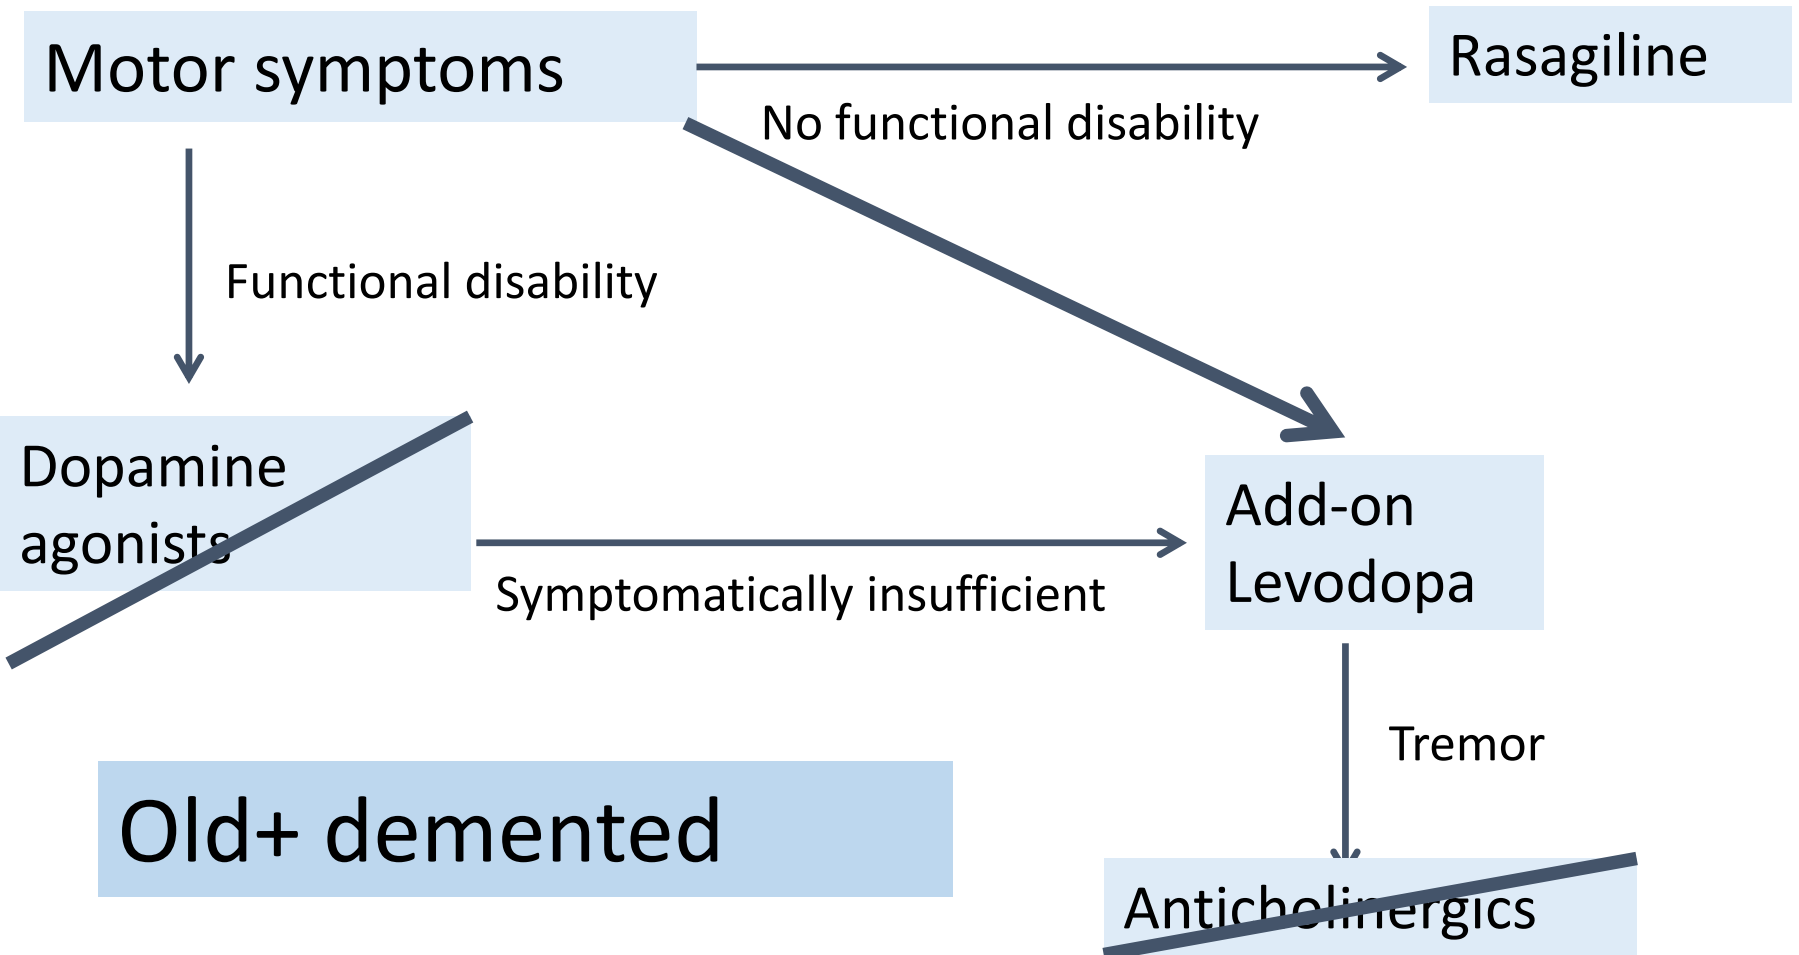 Motor symptoms
Rasagiline
No functional disability
Functional disability
Dopamine
agonists
Symptomatically insufficient
Add-on
Levodopa
Tremor
Old+ demented
Anticholinergics